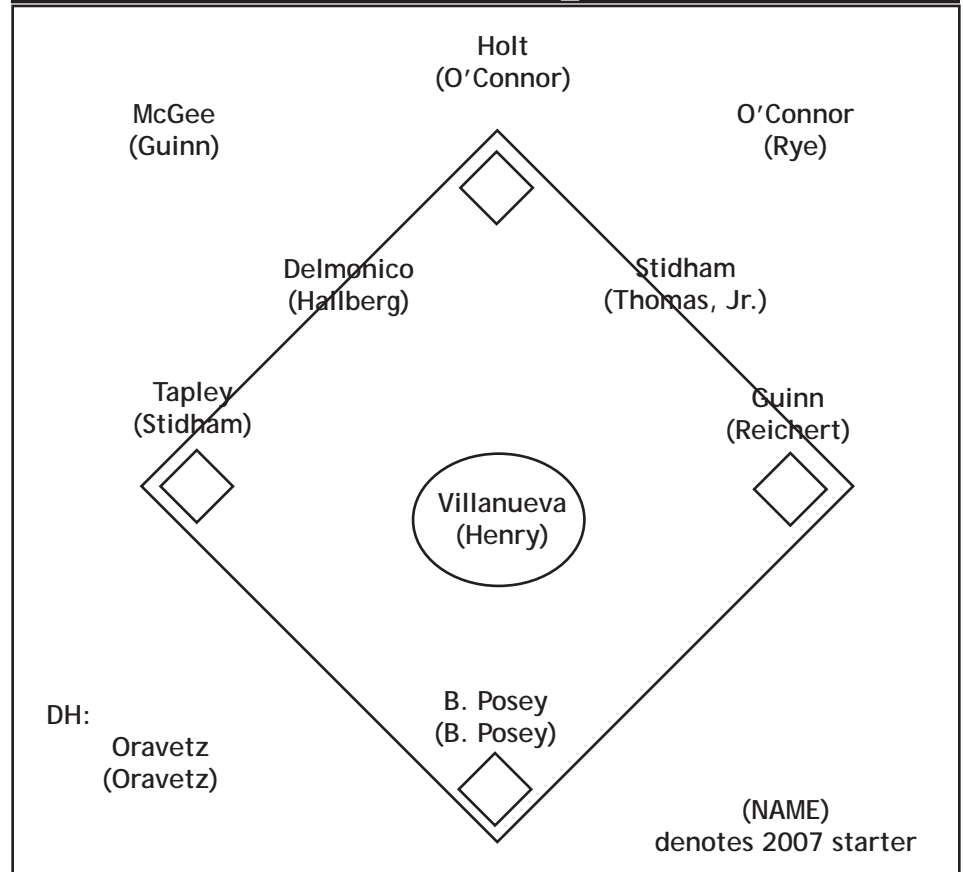 Holt
(O'Connor)
McGee
(Guinn)
O'Connor
(Rye)
Delmonico
(Hallberg)
Stidham
(Thomas, Jr.)
Tapley
(Stidham)
Guinn
(Reichert)
Villanueva
(Henry)
B. Posey
(B. Posey)
DH:
Oravetz
(Oravetz)
(NAME)
denotes 2007 starter